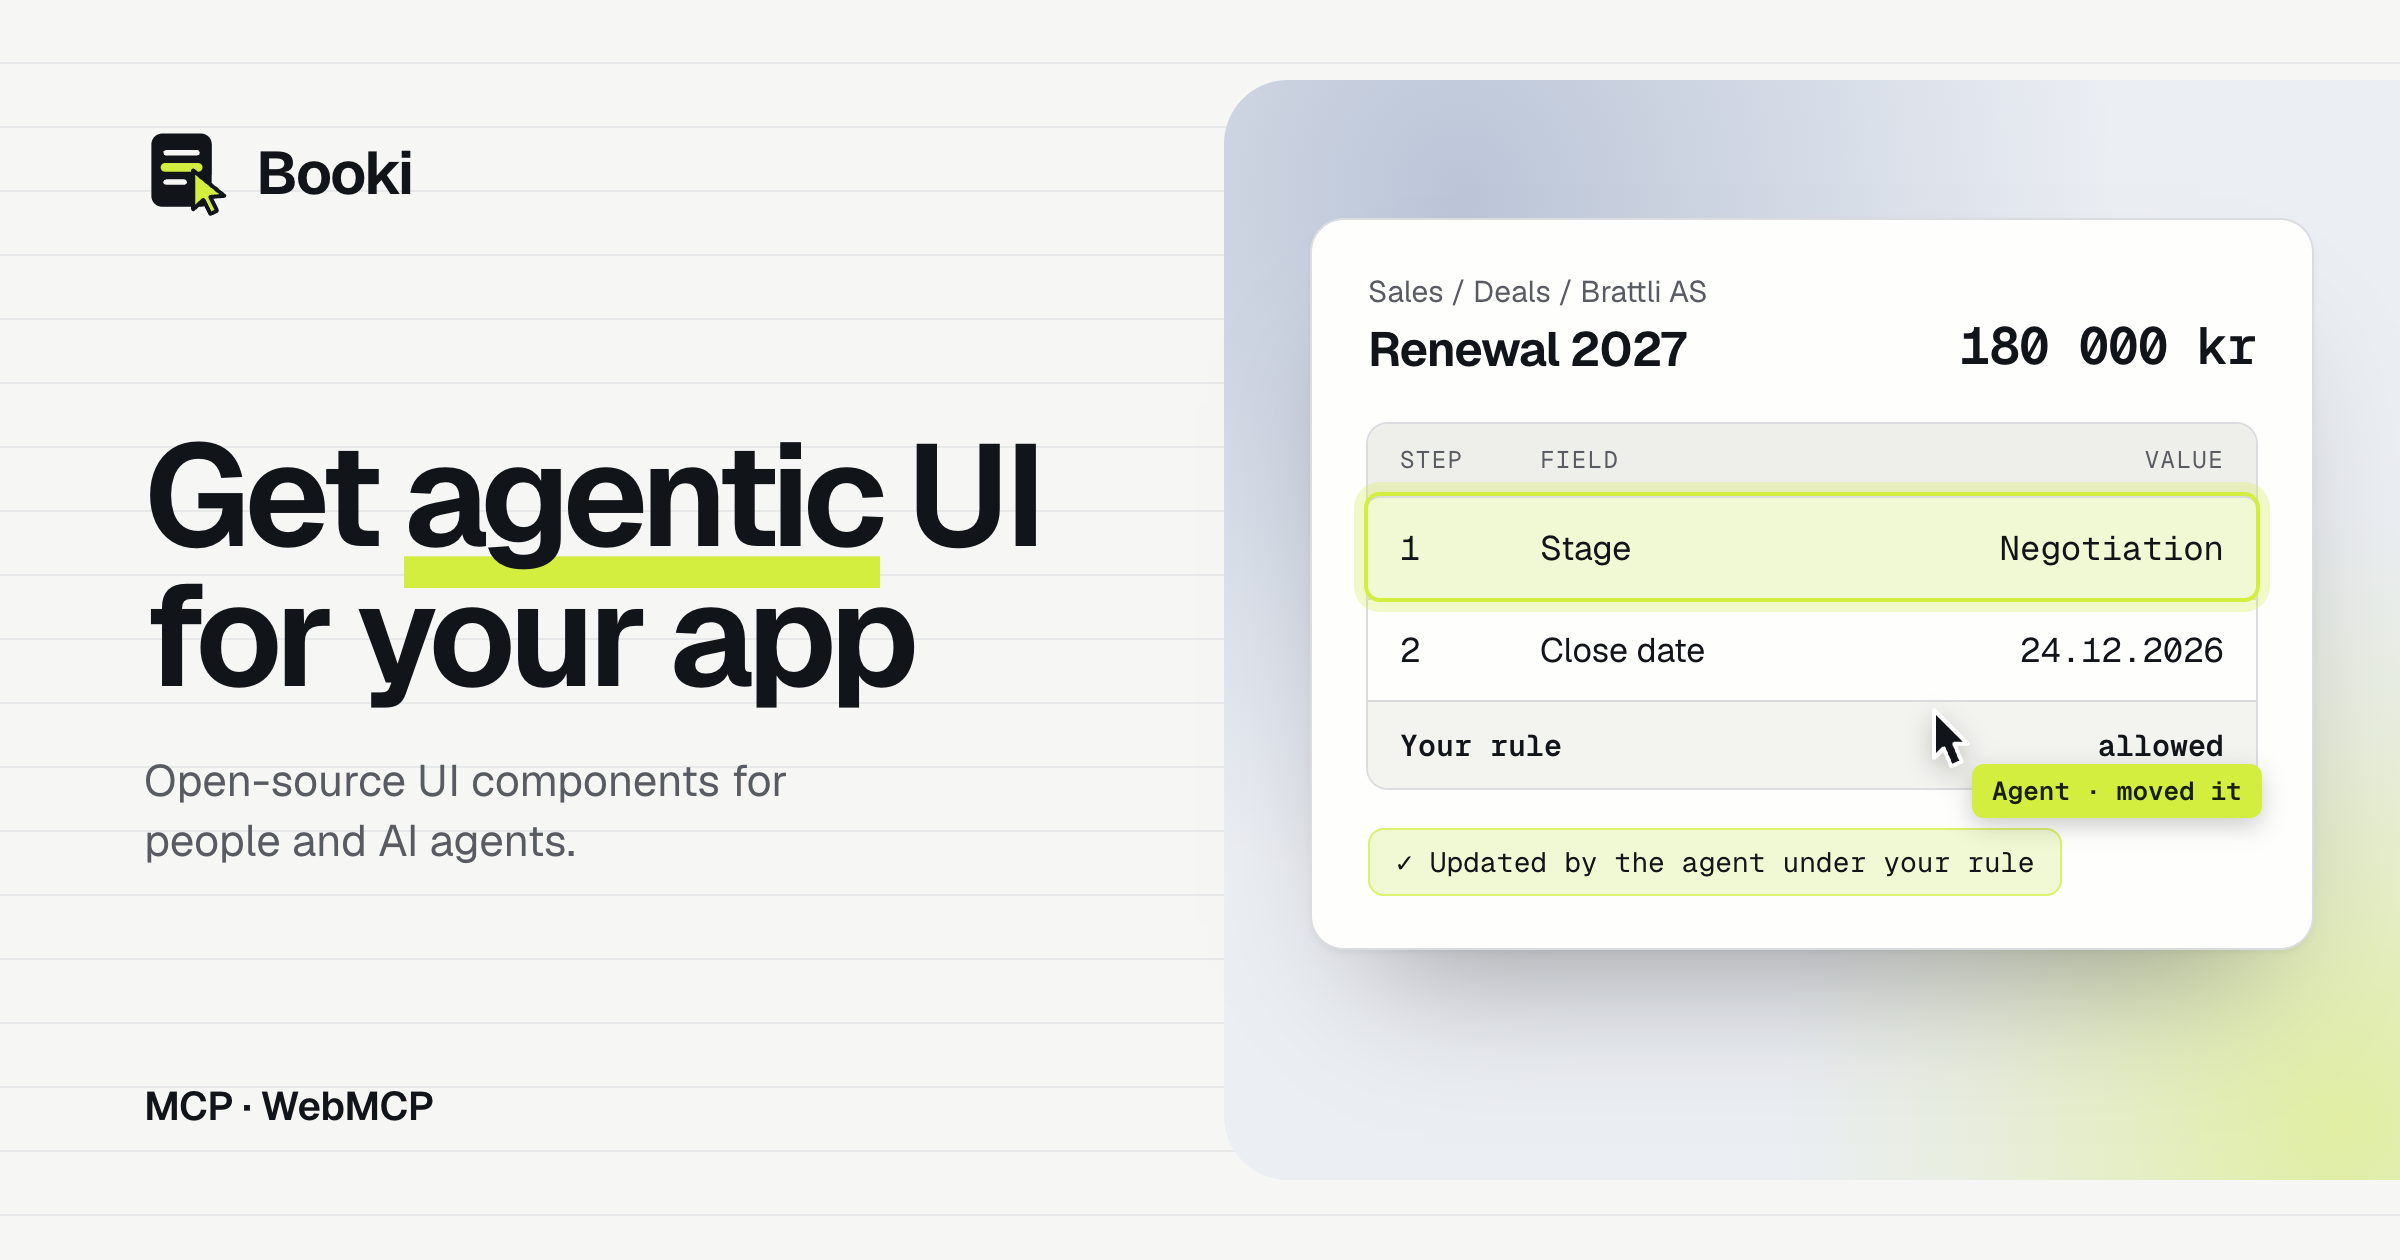 Booki
Get agentic UI
for your app
Open-source UI components for
people and AI agents.
MCP · WebMCP
Sales / Deals / Brattli AS
Renewal 2027 180 000 kr
STEP FIELD VALUE
1 Stage Negotiation
2 Close date 24.12.2026
Your rule allowed
Agent · moved it
✓ Updated by the agent under your rule